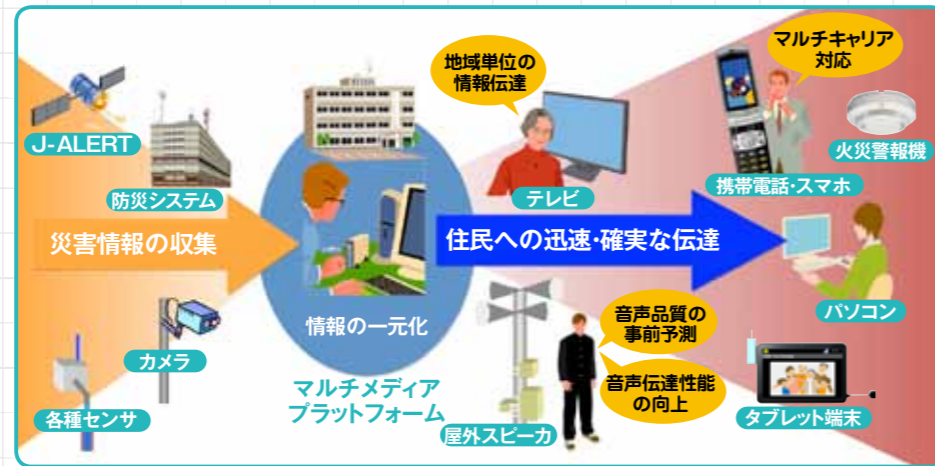 J-ALERT
防災システム
災害情報の収集
カメラ
各種センサ
情報の一元化
マルチメディア
プラットフォーム
地域単位の
情報伝達
テレビ
マルチキャリア
対応
火災警報機
携帯電話・スマホ
住民への迅速・確実な伝達
パソコン
音声品質の
事前予測
音声伝達性能
の向上
屋外スピーカ
タブレット端末